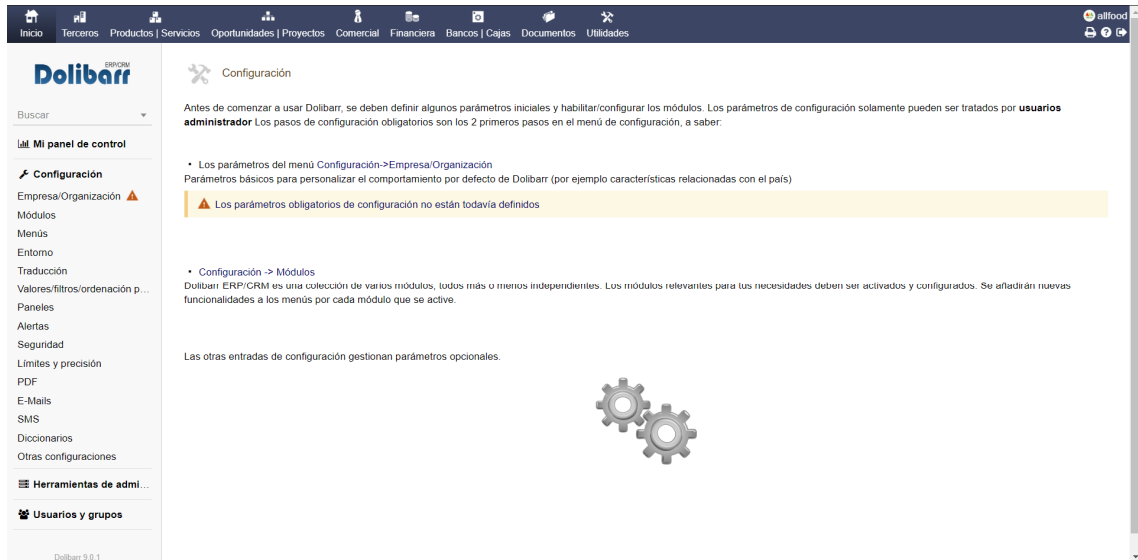 Inicio Terceros Productos | Servicios Oportunidades | Proyectos Comercial Financiera Bancos | Cajas Documentos Utilidades
allfood
Dolibarr
ERP/CRM
Buscar
Mi panel de control
Configuración
Empresa/Organización
Módulos
Menús
Entorno
Traducción
Valores/filtros/ordenación p...
Paneles
Alertas
Seguridad
Límites y precisión
PDF
E-Mails
SMS
Diccionarios
Otras configuraciones
Herramientas de admi...
Usuarios y grupos
Dolibarr 9.0.1
Configuración
Antes de comenzar a usar Dolibarr, se deben definir algunos parámetros iniciales y habilitar/configurar los módulos. Los parámetros de configuración solamente pueden ser tratados por usuarios
administrador Los pasos de configuración obligatorios son los 2 primeros pasos en el menú de configuración, a saber:
• Los parámetros del menú Configuración->Empresa/Organización
Parámetros básicos para personalizar el comportamiento por defecto de Dolibarr (por ejemplo características relacionadas con el país)
Los parámetros obligatorios de configuración no están todavía definidos
• Configuración -> Módulos
Dolibarr ERP/CRM es una colección de varios módulos, todos más o menos independientes. Los módulos relevantes para tus necesidades deben ser activados y configurados. Se añadirán nuevas
funcionalidades a los menús por cada módulo que se active.
Las otras entradas de configuración gestionan parámetros opcionales.